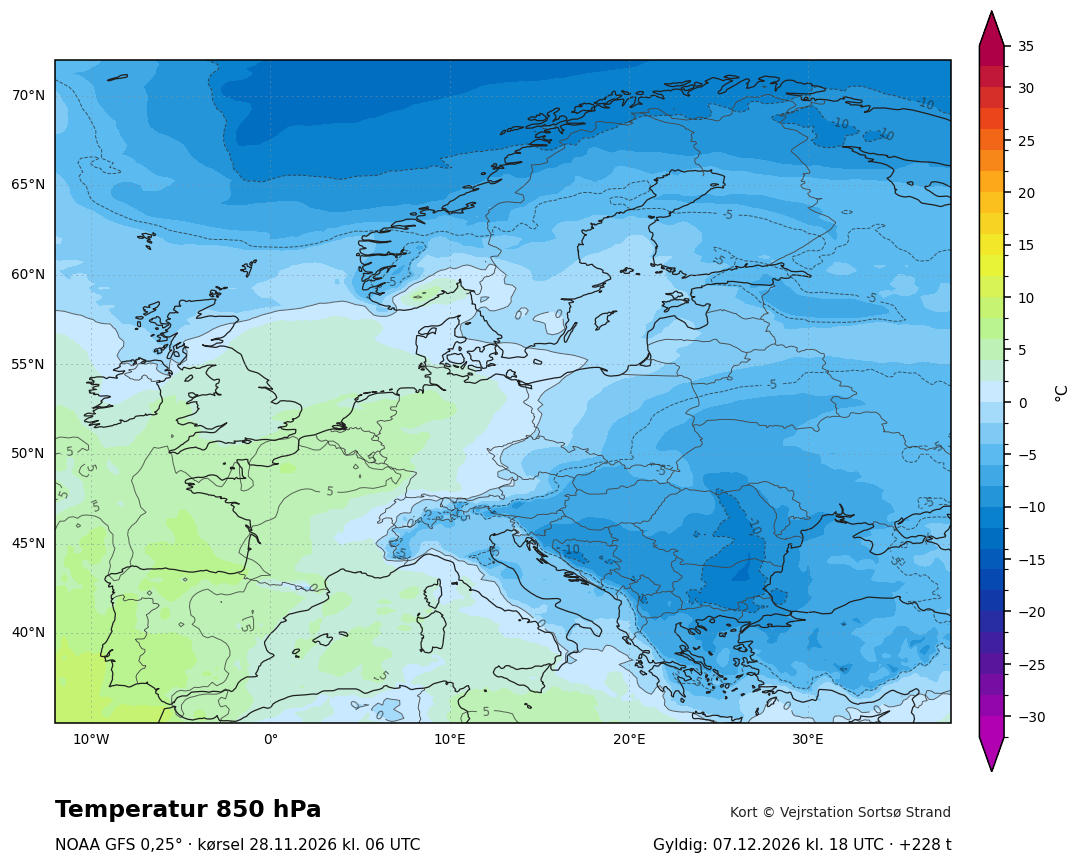 70°N
65°N
60°N
55°N
50°N
45°N
40°N
10°W
0°
10°E
20°E
30°E
35
30
25
20
15
10
5
0
−5
−10
−15
−20
−25
−30
°C
Temperatur 850 hPa
Kort © Vejrstation Sortsø Strand
NOAA GFS 0,25° · kørsel 28.11.2026 kl. 06 UTC
Gyldig: 07.12.2026 kl. 18 UTC · +228 t